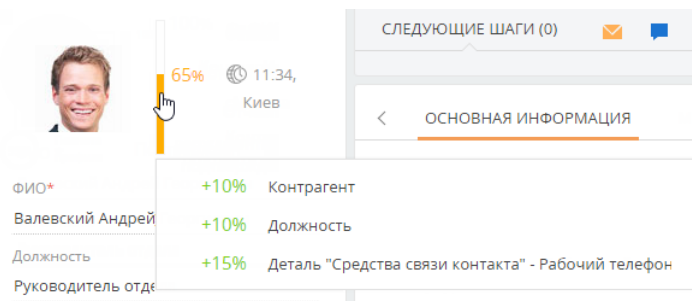 СЛЕДУЮЩИЕ ШАГИ (0)
65% 11:34,
Киев
ОСНОВНАЯ ИНФОРМАЦИЯ
ФИО*
Валевский Андрей
Должность
Руководитель отде
+10% Контрагент
+10% Должность
+15% Деталь "Средства связи контакта" - Рабочий телефон